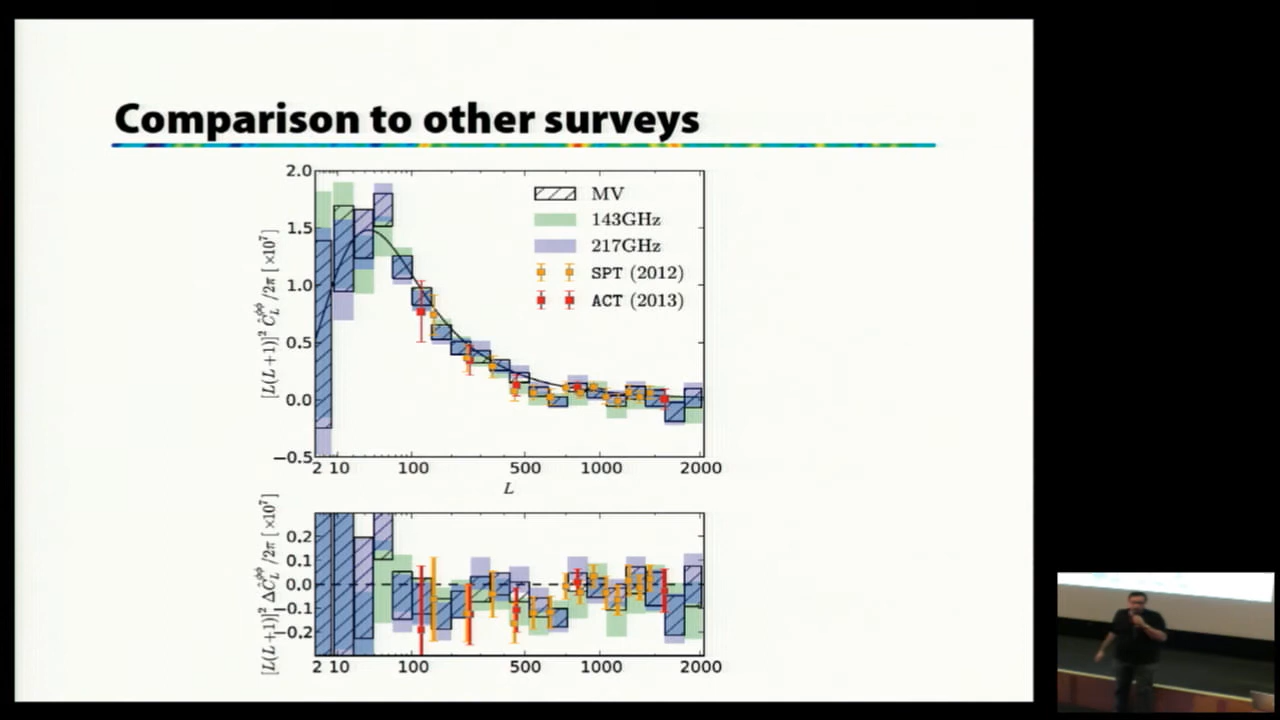 Comparison to other surveys
2.0
1.5
1.0
0.5
0.0
−0.5
[L(L+1)]² Ĉ_L^{ϕϕ}/2π [×10⁷]
MV
143GHz
217GHz
SPT (2012)
ACT (2013)
2 10 100 500 1000 2000
L
0.2
0.1
0.0
−0.1
−0.2
[L(L+1)]² ΔĈ_L^{ϕϕ}/2π [×10⁷]
2 10 100 500 1000 2000